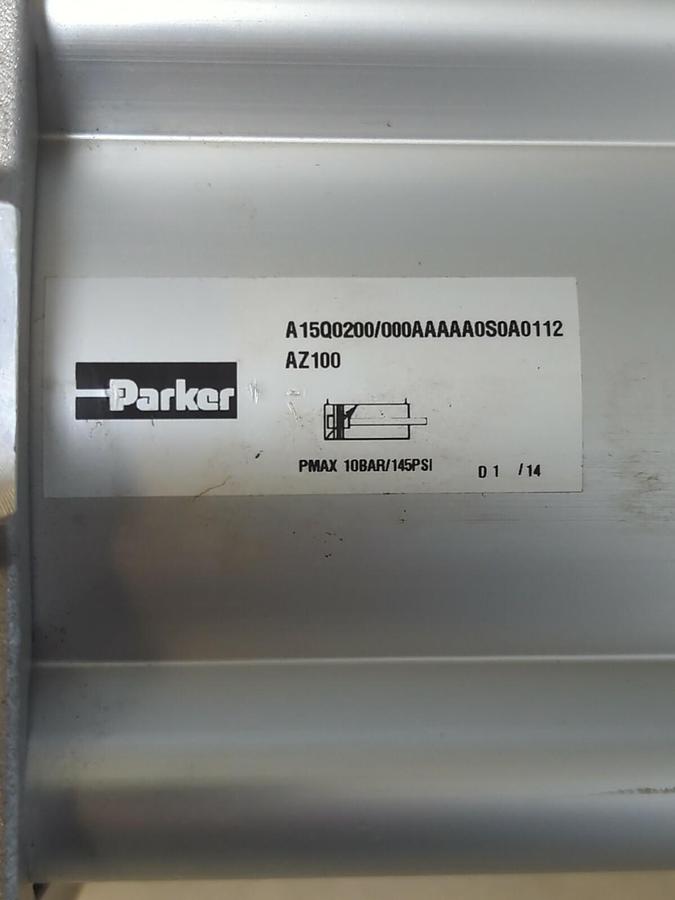 Parker
A15Q0200/000AAAAA0S0A0112
AZ100
PMAX 10BAR/145PSI
D 1 /14